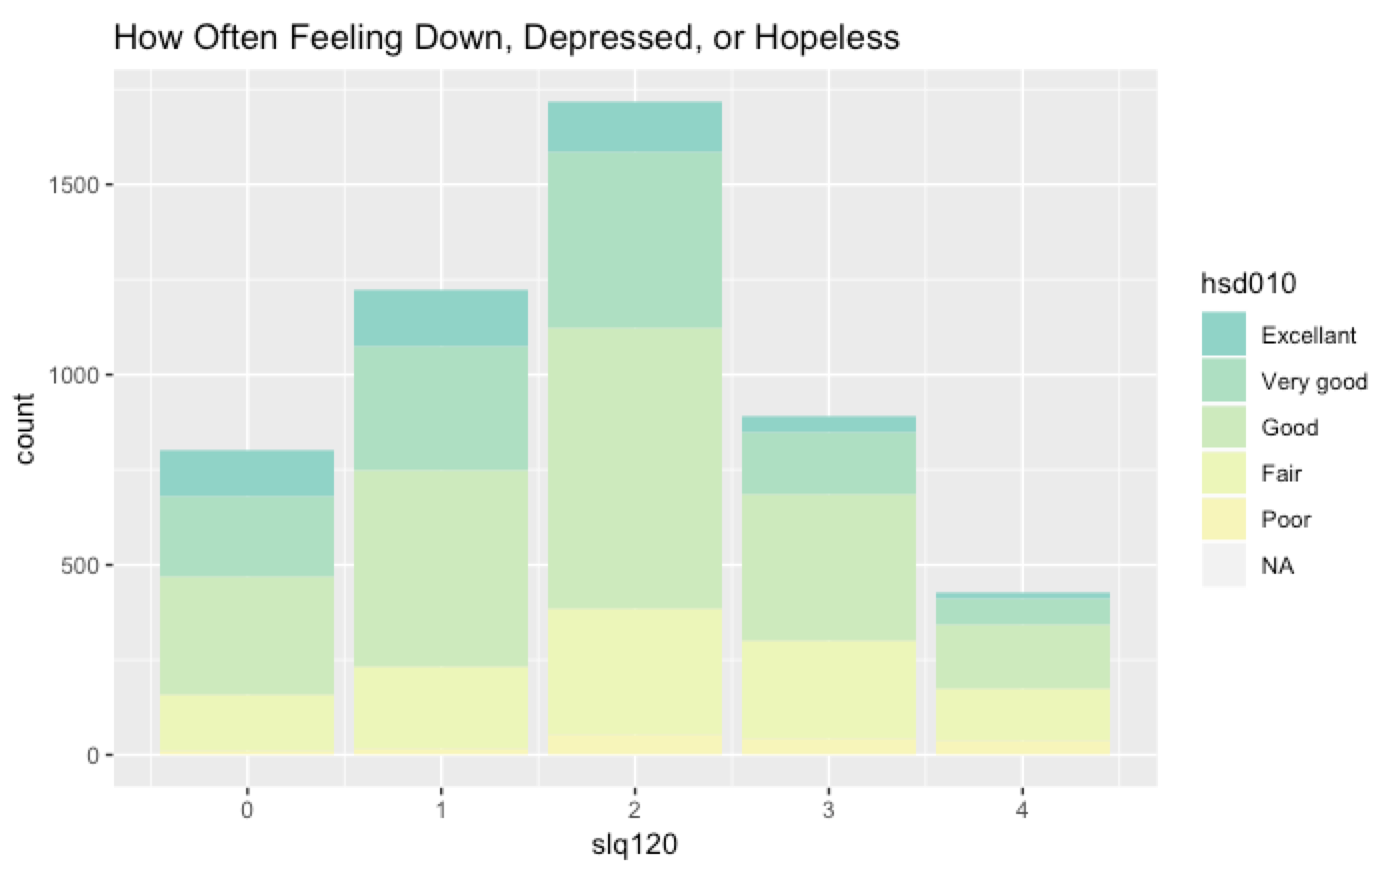 How Often Feeling Down, Depressed, or Hopeless
1500
1000
500
0
count
0 1 2 3 4
slq120
hsd010
Excellant
Very good
Good
Fair
Poor
NA